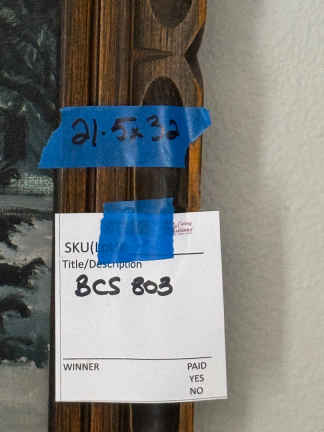 21.5x32
SKU(L
Title/Description
BCS 803
WINNER PAID
YES
NO